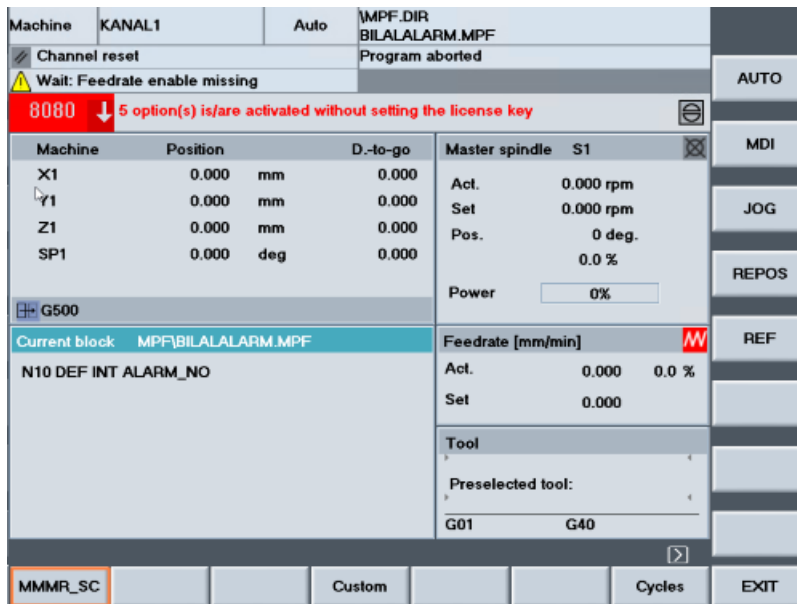 Machine KANAL1 Auto \MPF.DIR
BILALALARM.MPF
Channel reset Program aborted
Wait: Feedrate enable missing
8080 5 option(s) is/are activated without setting the license key
Machine Position D.-to-go
X1 0.000 mm 0.000
Y1 0.000 mm 0.000
Z1 0.000 mm 0.000
SP1 0.000 deg 0.000
G500
Master spindle S1
Act. 0.000 rpm
Set 0.000 rpm
Pos. 0 deg.
0.0 %
Power 0%
Current block MPF\BILALALARM.MPF
N10 DEF INT ALARM_NO
Feedrate [mm/min]
Act. 0.000 0.0 %
Set 0.000
Tool
Preselected tool:
G01 G40
AUTO
MDI
JOG
REPOS
REF
MMMR_SC Custom Cycles EXIT